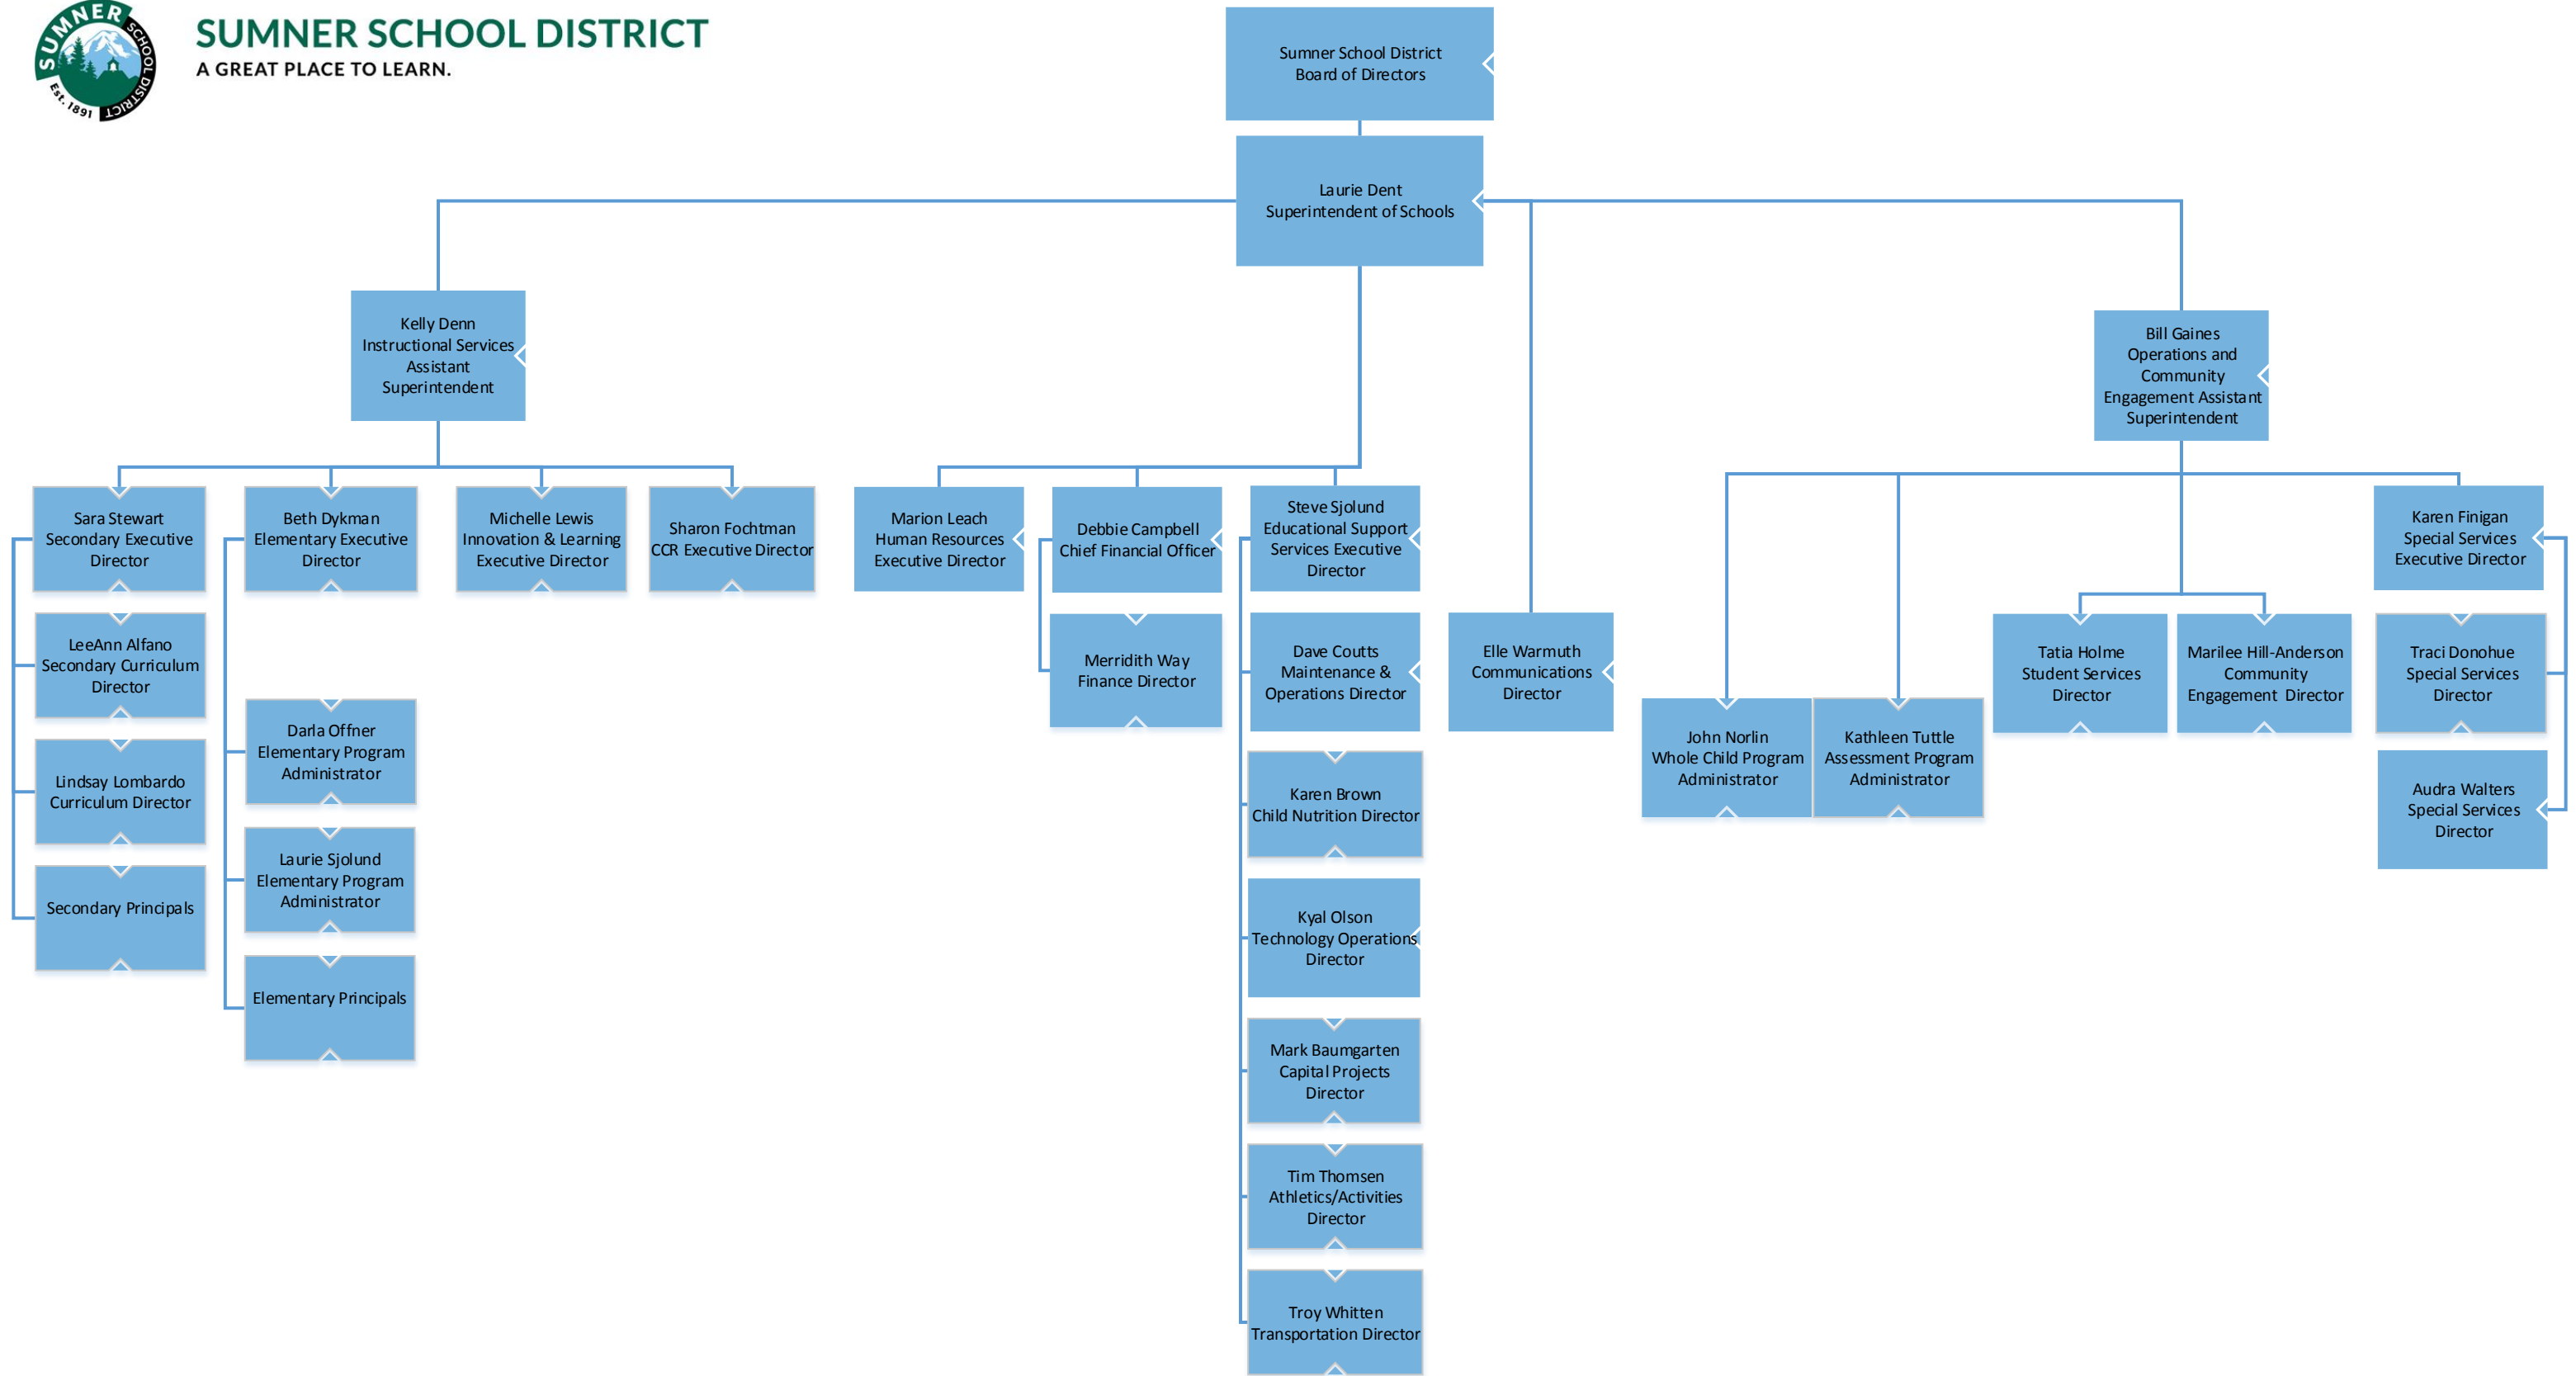 SUMNER
SCHOOL DISTRICT
Est. 1891
SUMNER SCHOOL DISTRICT
A GREAT PLACE TO LEARN.
Sumner School District
Board of Directors
Laurie Dent
Superintendent of Schools
Kelly Denn
Instructional Services
Assistant
Superintendent
Bill Gaines
Operations and
Community
Engagement Assistant
Superintendent
Sara Stewart
Secondary Executive
Director
Beth Dykman
Elementary Executive
Director
Michelle Lewis
Innovation & Learning
Executive Director
Sharon Fochtman
CCR Executive Director
Marion Leach
Human Resources
Executive Director
Debbie Campbell
Chief Financial Officer
Steve Sjolund
Educational Support
Services Executive
Director
Karen Finigan
Special Services
Executive Director
LeeAnn Alfano
Secondary Curriculum
Director
Lindsay Lombardo
Curriculum Director
Secondary Principals
Darla Offner
Elementary Program
Administrator
Laurie Sjolund
Elementary Program
Administrator
Elementary Principals
Merridith Way
Finance Director
Dave Coutts
Maintenance &
Operations Director
Karen Brown
Child Nutrition Director
Kyal Olson
Technology Operations
Director
Mark Baumgarten
Capital Projects
Director
Tim Thomsen
Athletics/Activities
Director
Troy Whitten
Transportation Director
Elle Warmuth
Communications
Director
John Norlin
Whole Child Program
Administrator
Kathleen Tuttle
Assessment Program
Administrator
Tatia Holme
Student Services
Director
Marilee Hill-Anderson
Community
Engagement  Director
Traci Donohue
Special Services
Director
Audra Walters
Special Services
Director